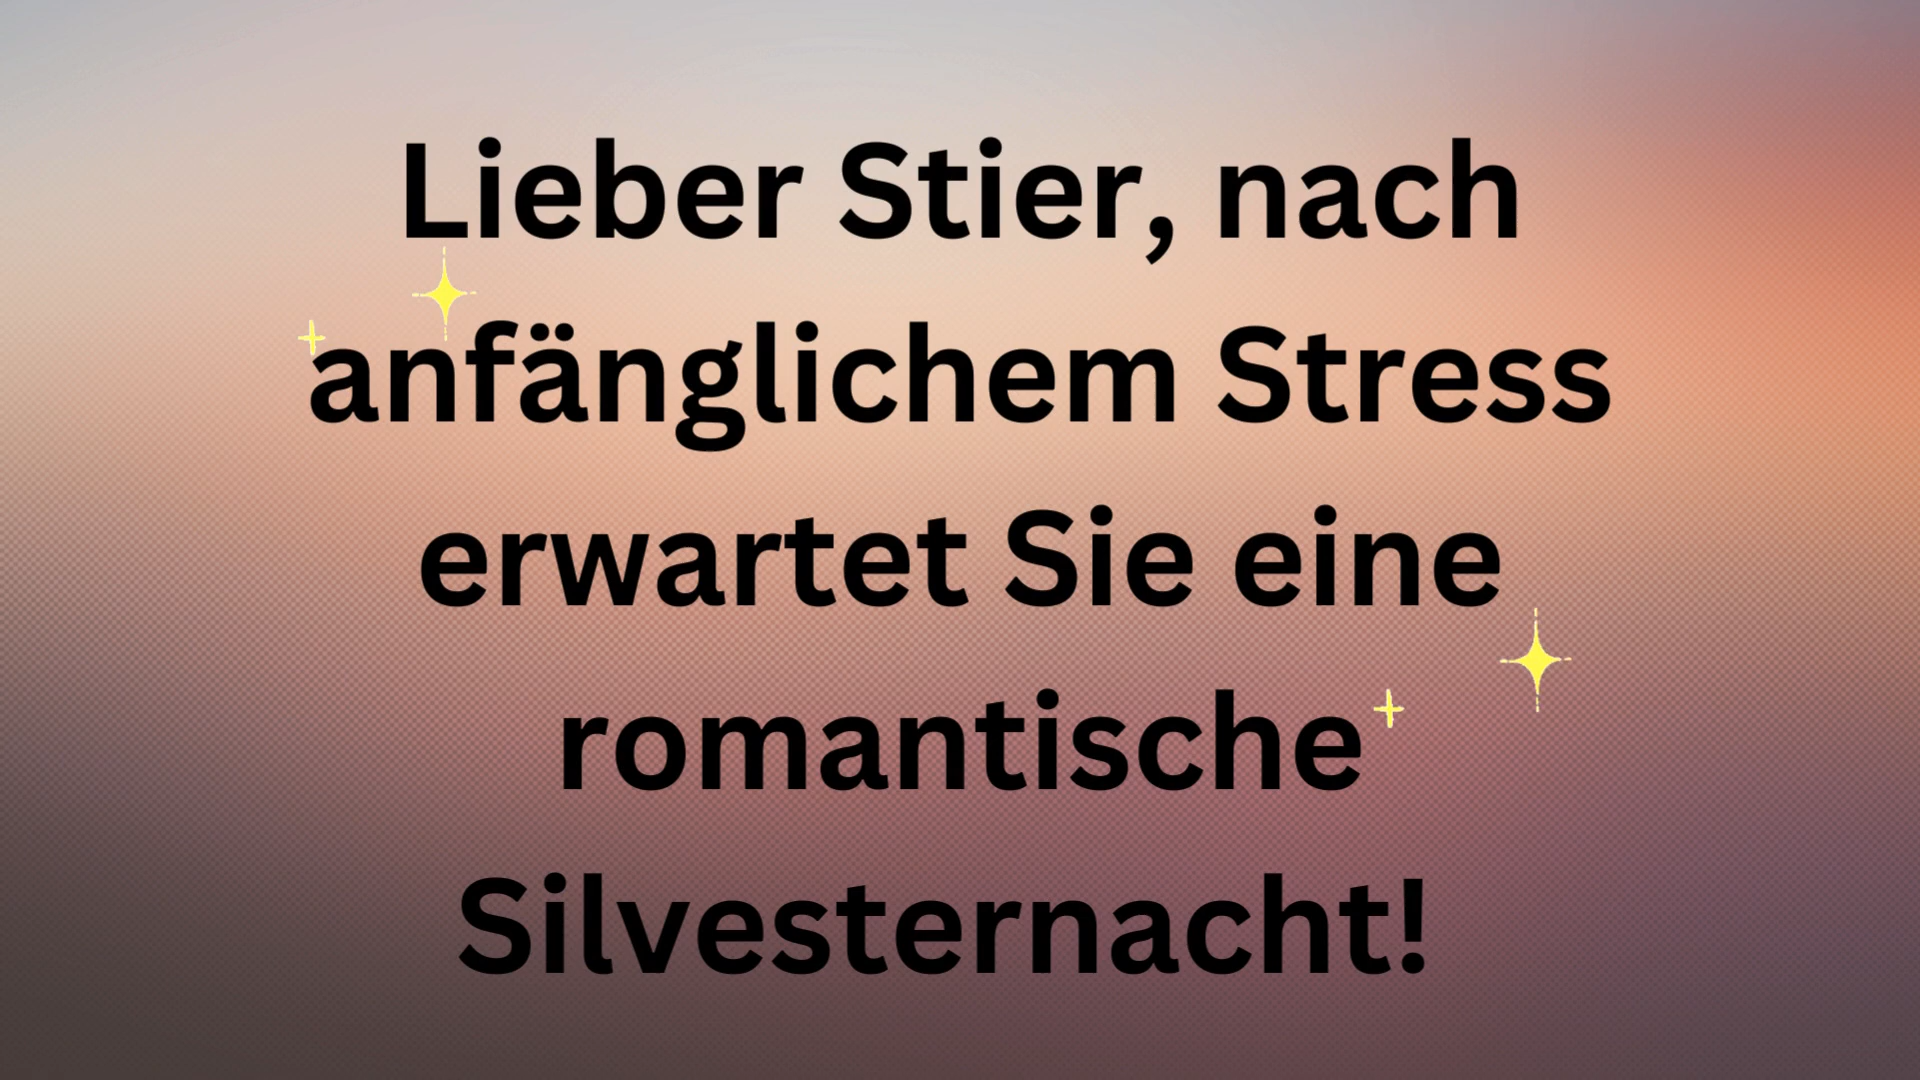 Lieber Stier, nach
anfänglichem Stress
erwartet Sie eine
romantische
Silvesternacht!